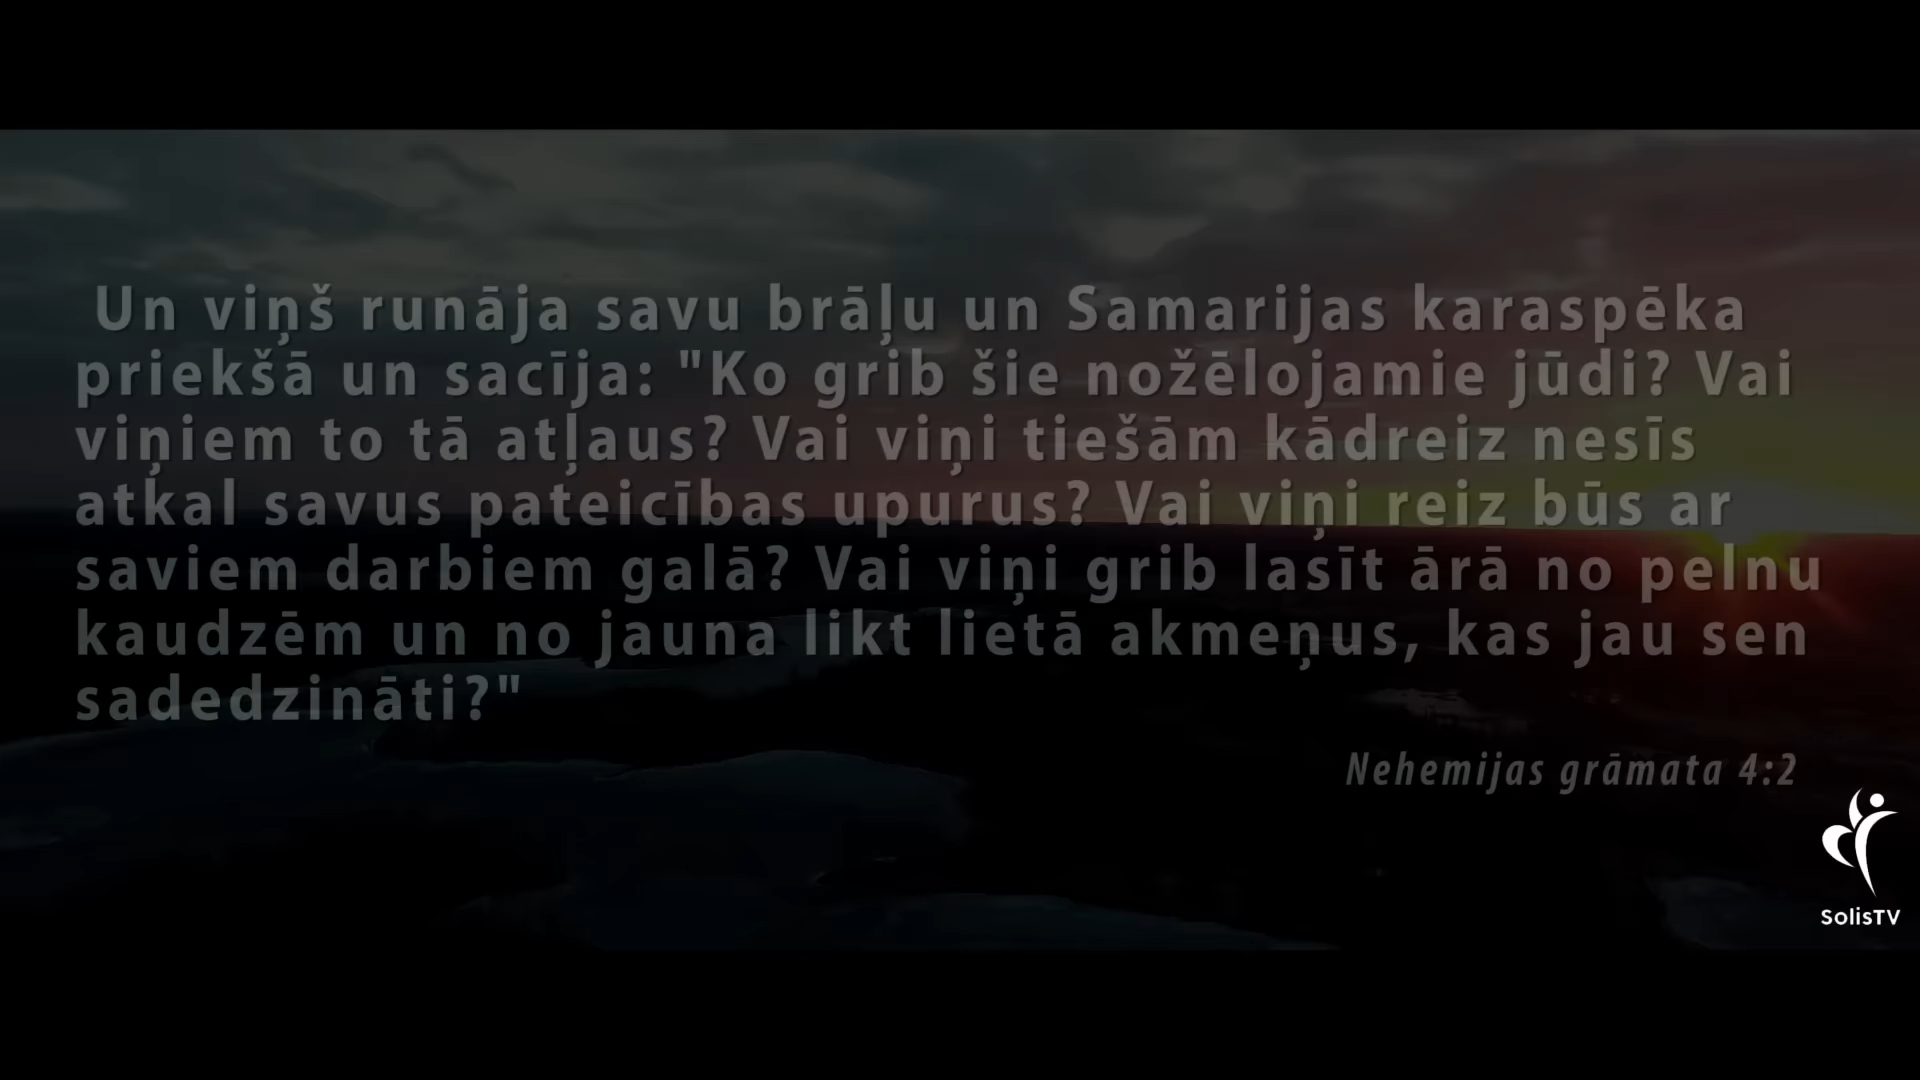 Un viņš runāja savu brāļu un Samarijas karaspēka
priekšā un sacīja: "Ko grib šie nožēlojamie jūdi? Vai
viņiem to tā atļaus? Vai viņi tiešām kādreiz nesīs
atkal savus pateicības upurus? Vai viņi reiz būs ar
saviem darbiem galā? Vai viņi grib lasīt ārā no pelnu
kaudzēm un no jauna likt lietā akmeņus, kas jau sen
sadedzināti?"
Nehemijas grāmata 4:2
SolisTV